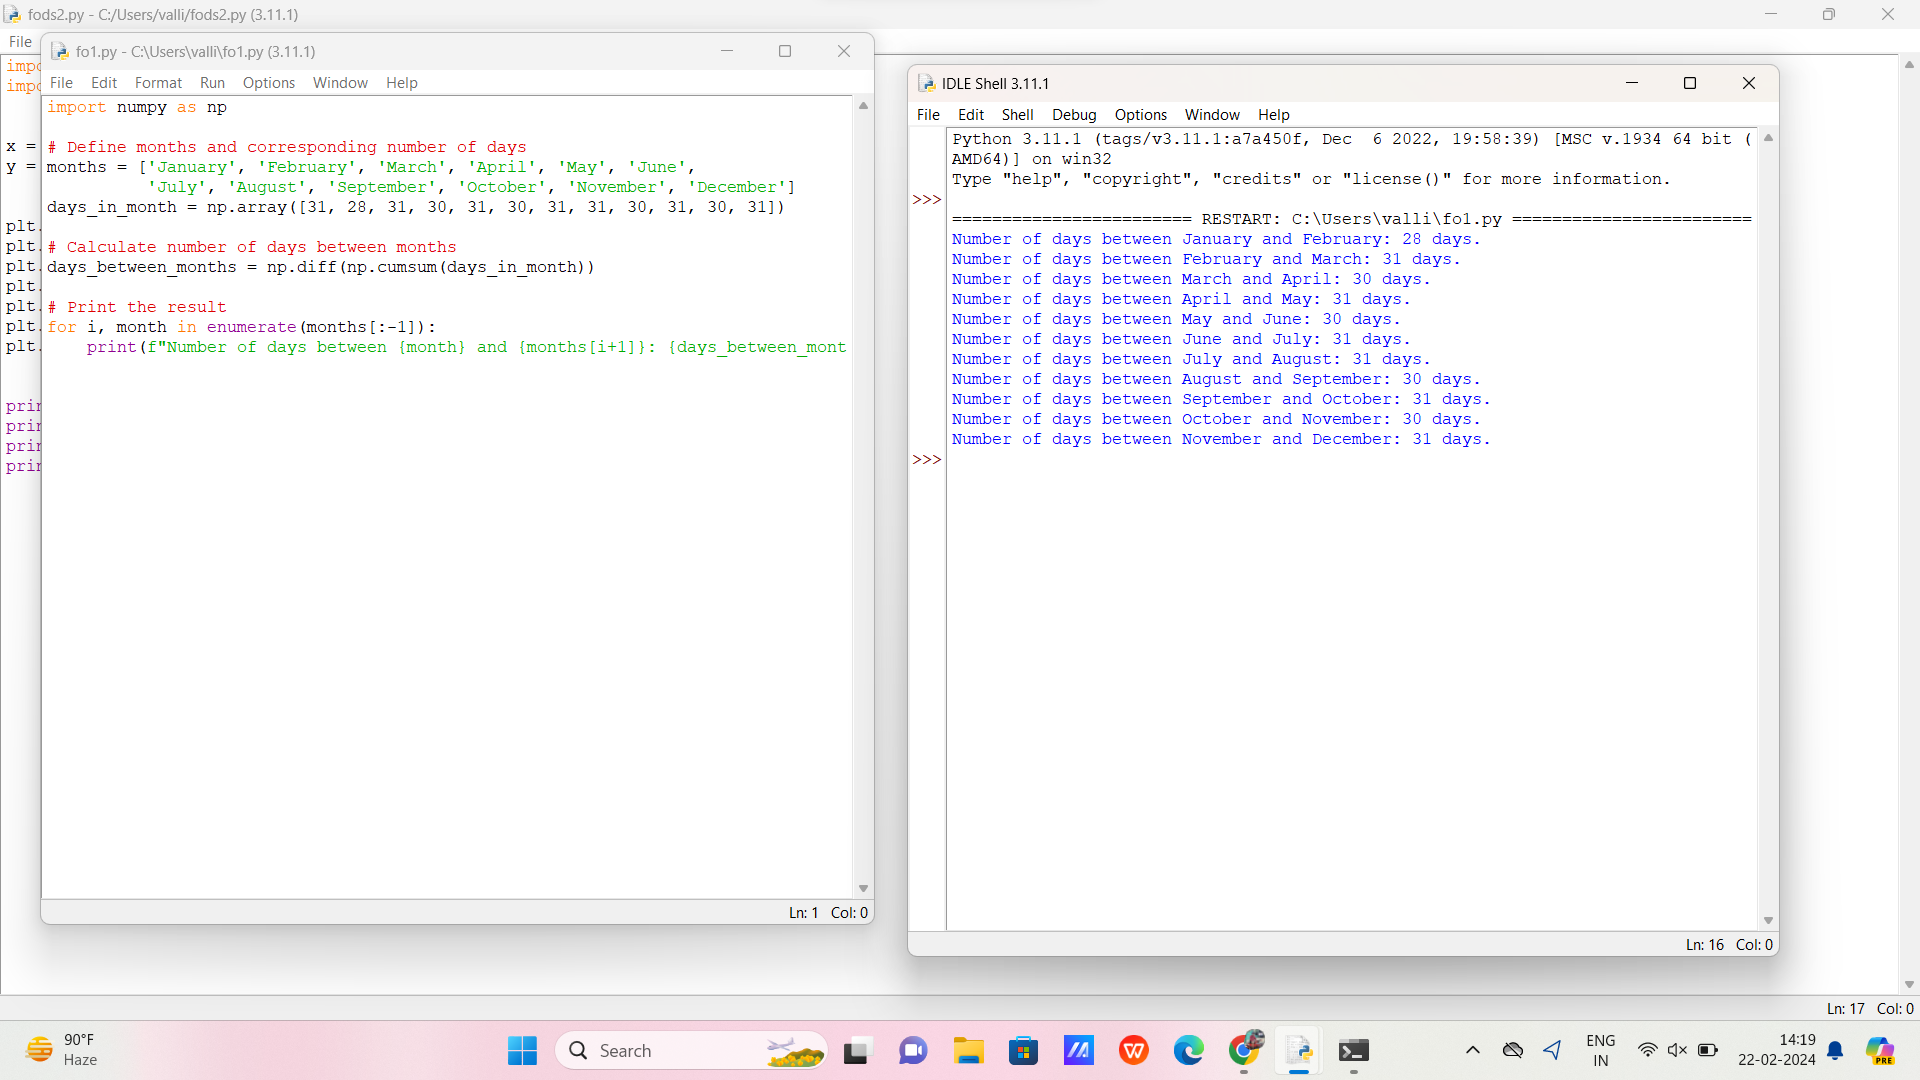 fods2.py - C:/Users/valli/fods2.py (3.11.1)
File
impo
impo
x =
y =
plt.
plt.
plt.
plt.
plt.
plt.
plt.
prin
prin
prin
prin
Ln: 17 Col: 0
fo1.py - C:\Users\valli\fo1.py (3.11.1)
File Edit Format Run Options Window Help
import numpy as np
# Define months and corresponding number of days
months = ['January', 'February', 'March', 'April', 'May', 'June',
'July', 'August', 'September', 'October', 'November', 'December']
days_in_month = np.array([31, 28, 31, 30, 31, 30, 31, 31, 30, 31, 30, 31])
# Calculate number of days between months
days_between_months = np.diff(np.cumsum(days_in_month))
# Print the result
for i, month in enumerate(months[:-1]):
print(f"Number of days between {month} and {months[i+1]}: {days_between_mont
Ln: 1 Col: 0
IDLE Shell 3.11.1
File Edit Shell Debug Options Window Help
Python 3.11.1 (tags/v3.11.1:a7a450f, Dec  6 2022, 19:58:39) [MSC v.1934 64 bit (
AMD64)] on win32
Type "help", "copyright", "credits" or "license()" for more information.
>>>
======================== RESTART: C:\Users\valli\fo1.py ========================
Number of days between January and February: 28 days.
Number of days between February and March: 31 days.
Number of days between March and April: 30 days.
Number of days between April and May: 31 days.
Number of days between May and June: 30 days.
Number of days between June and July: 31 days.
Number of days between July and August: 31 days.
Number of days between August and September: 30 days.
Number of days between September and October: 31 days.
Number of days between October and November: 30 days.
Number of days between November and December: 31 days.
>>>
Ln: 16 Col: 0
90°F
Haze
Search
ENG
IN
14:19
22-02-2024
PRE